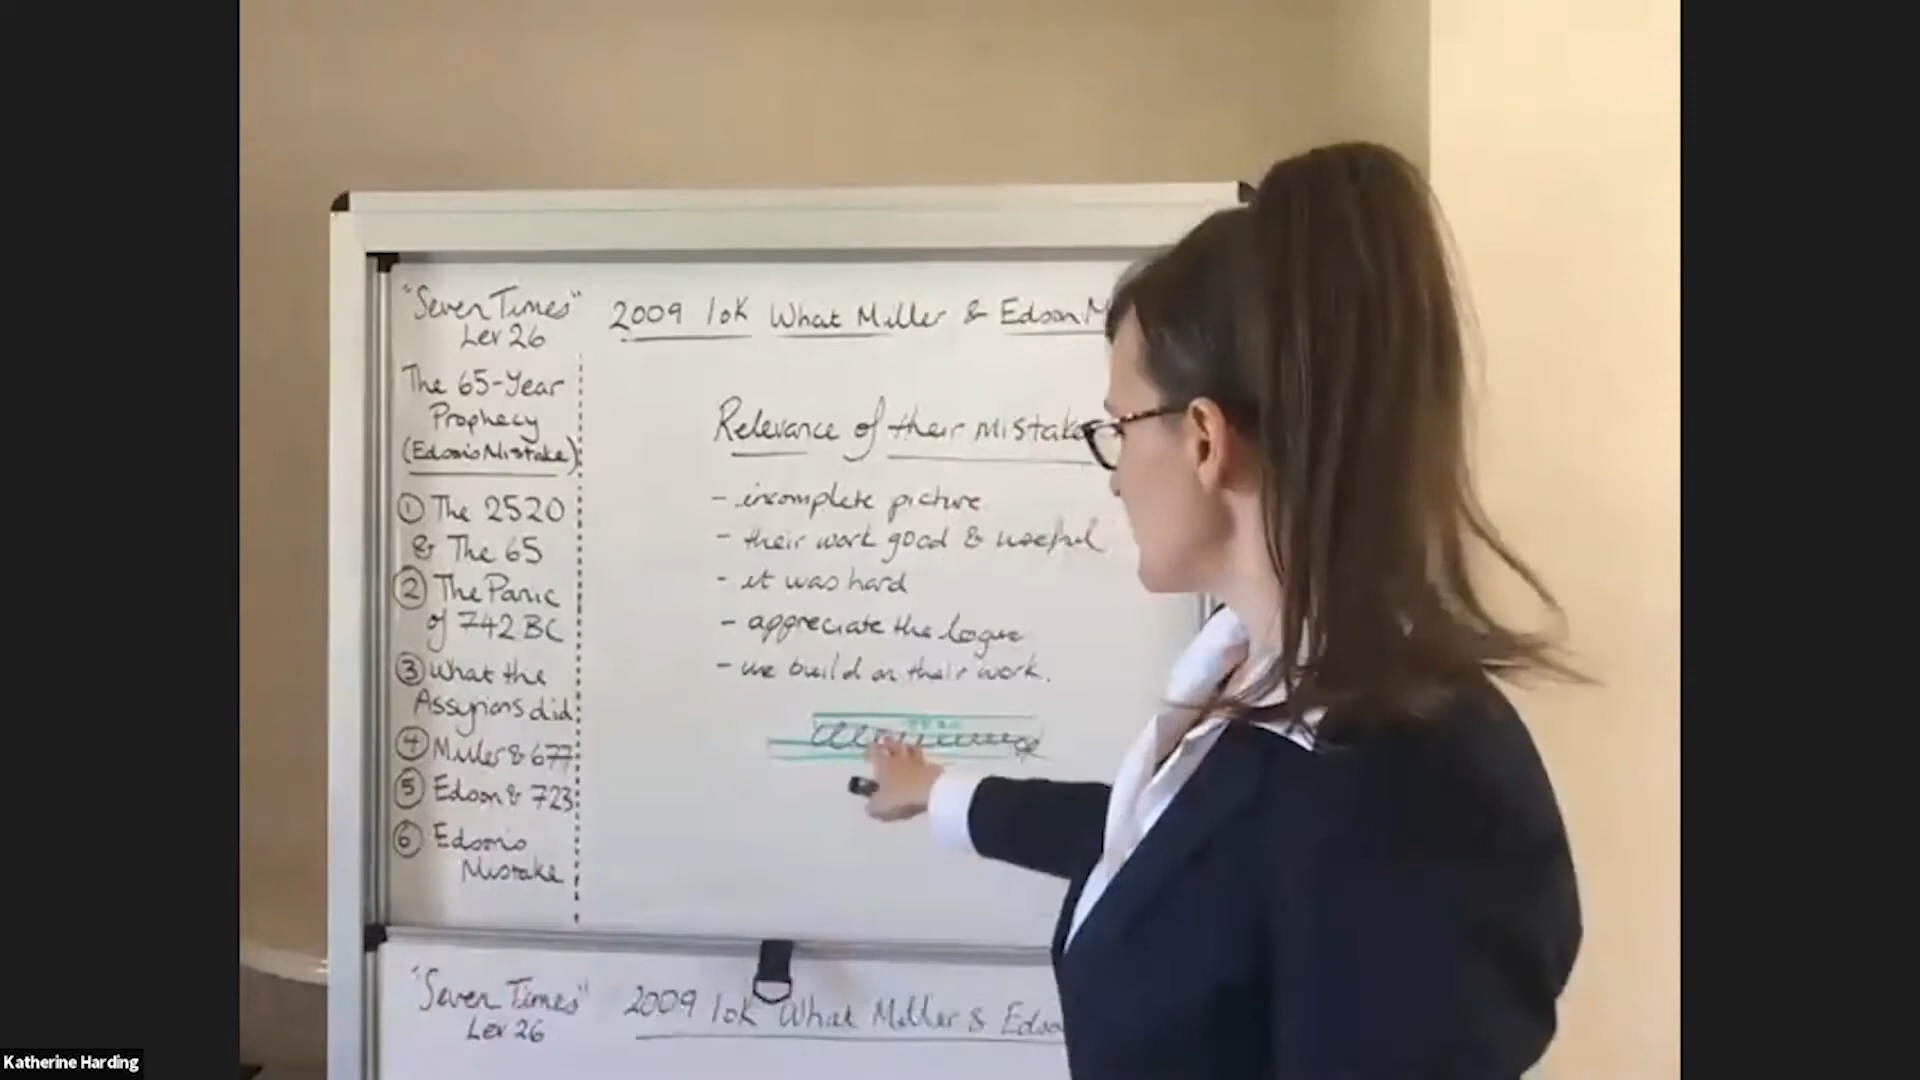 "Seven Times"
Lev 26
The 65-Year
Prophecy
(Edson's Mistake)
① The 2520
& The 65
② The Panic
of 742 BC
③ What the
Assyrians did
④ Miller & 677
⑤ Edson & 723
⑥ Edson's
Mistake
2009 10K What Miller & Edson M
Relevance of their mistake
- incomplete picture
- their work good & useful
- it was hard
- appreciate the logic
- we build on their work.
"Seven Times"
Lev 26
2009 10K What Miller & Edson
Katherine Harding